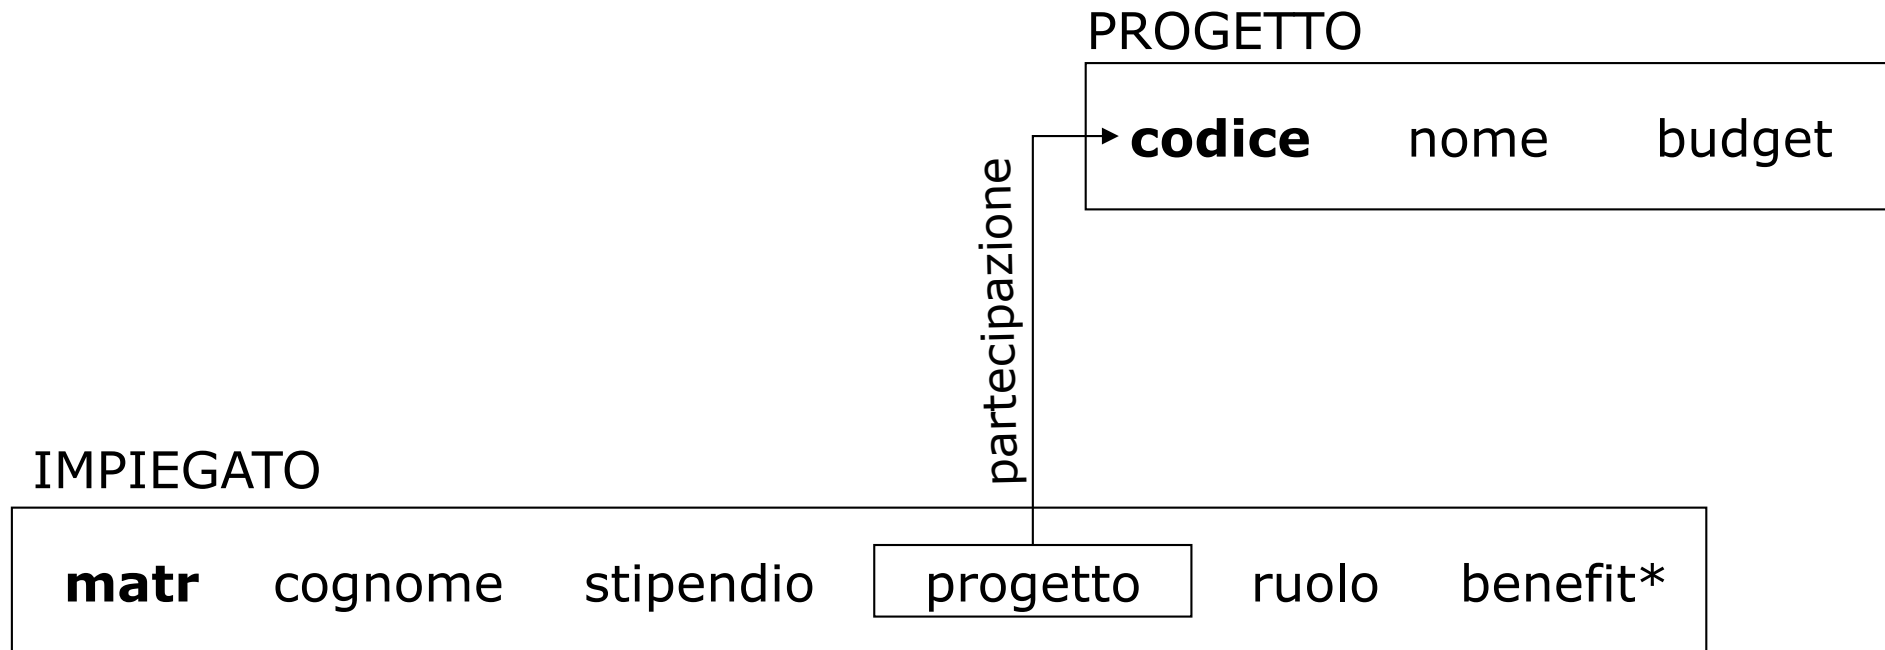 PROGETTO
codice nome budget
partecipazione
IMPIEGATO
matr cognome stipendio progetto ruolo benefit*